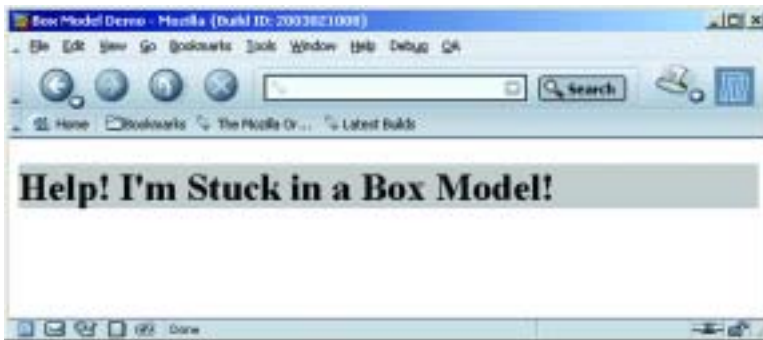 Box Model Demo - Mozilla {Build ID: 2003021008}
File Edit View Go Bookmarks Tools Window Help Debug QA
Search
Home Bookmarks The Mozilla Or... Latest Builds
Help! I'm Stuck in a Box Model!
Done